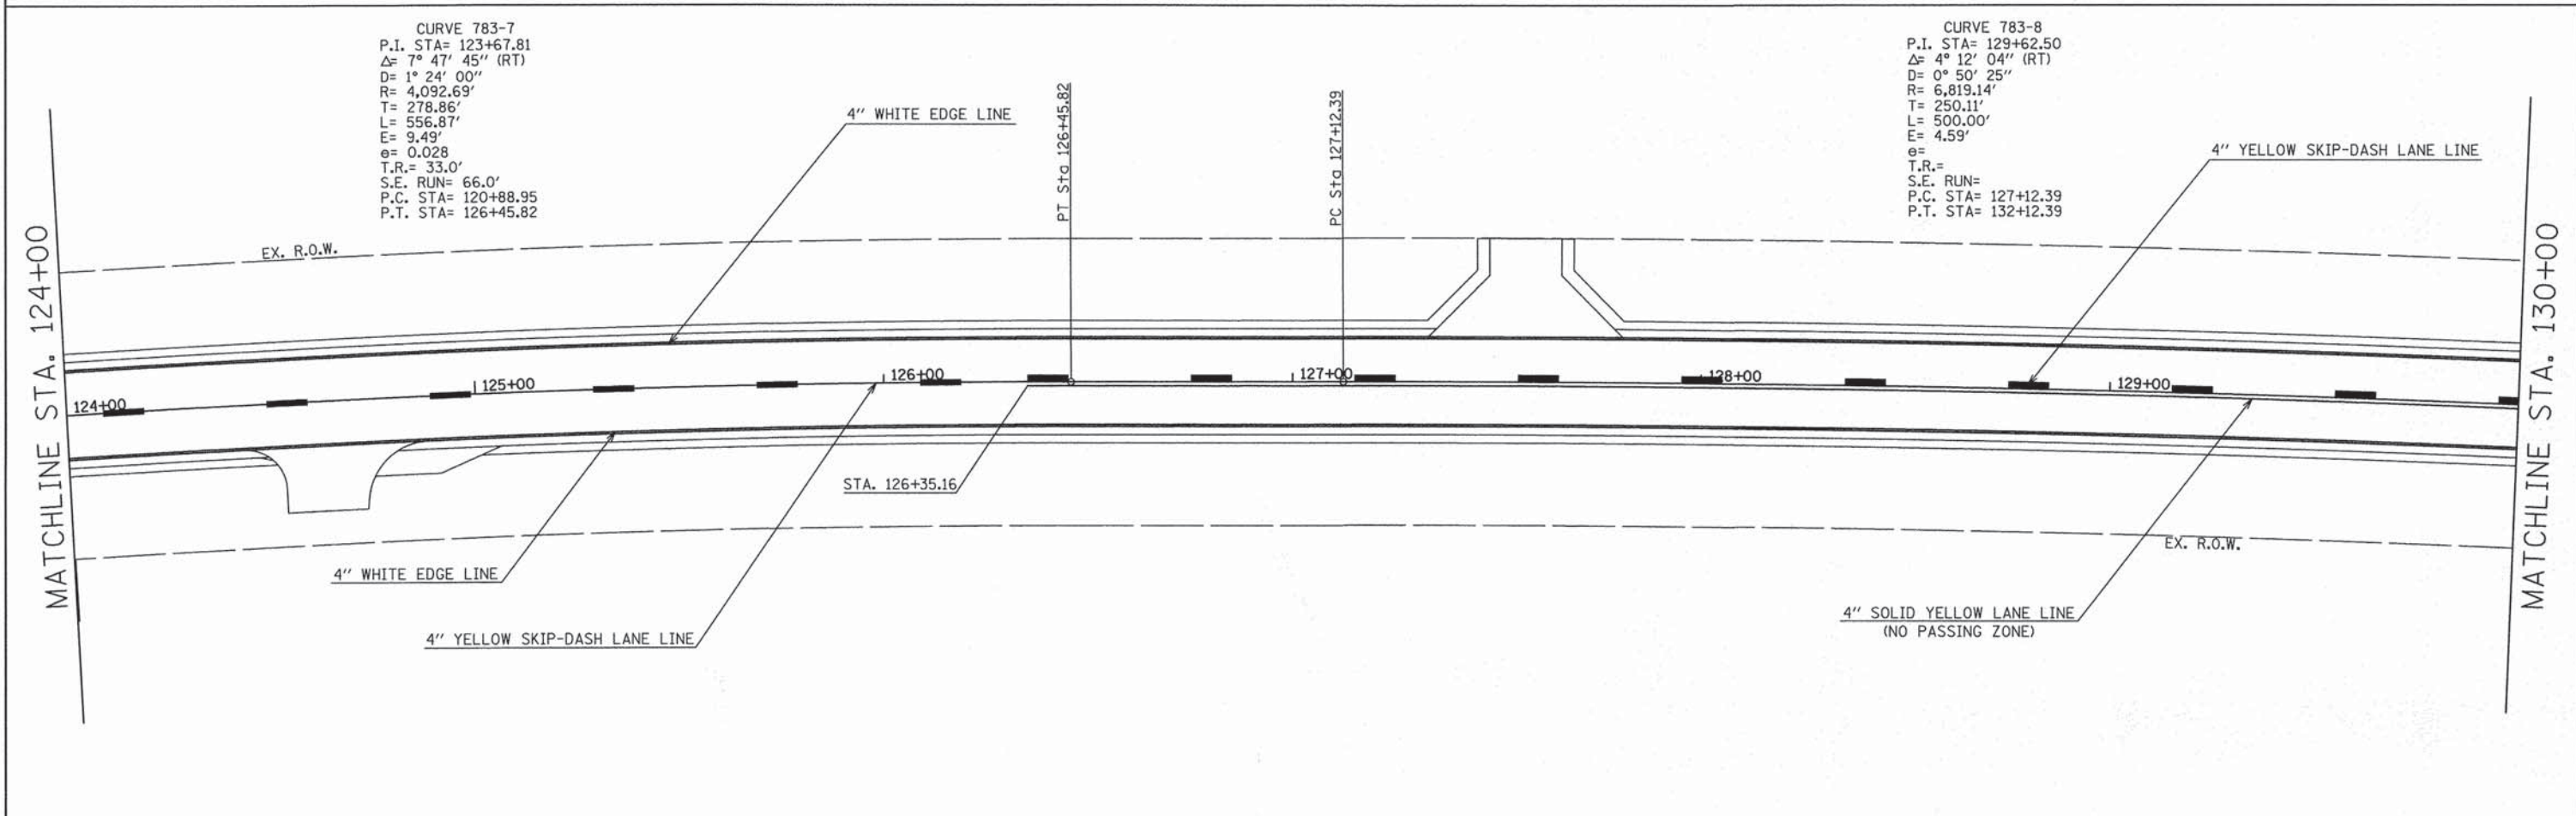 CURVE 783-7
P.I. STA= 123+67.81
Δ= 7° 47' 45" (RT)
D= 1° 24' 00"
R= 4,092.69'
T= 278.86'
L= 556.87'
E= 9.49'
e= 0.028
T.R.= 33.0'
S.E. RUN= 66.0'
P.C. STA= 120+88.95
P.T. STA= 126+45.82
CURVE 783-8
P.I. STA= 129+62.50
Δ= 4° 12' 04" (RT)
D= 0° 50' 25"
R= 6,819.14'
T= 250.11'
L= 500.00'
E= 4.59'
e=
T.R.=
S.E. RUN=
P.C. STA= 127+12.39
P.T. STA= 132+12.39
4" WHITE EDGE LINE
PT Sta 126+45.82
PC Sta 127+12.39
4" YELLOW SKIP-DASH LANE LINE
MATCHLINE STA. 124+00
EX. R.O.W.
124+00
125+00
126+00
127+00
128+00
129+00
MATCHLINE STA. 130+00
STA. 126+35.16
EX. R.O.W.
4" WHITE EDGE LINE
4" YELLOW SKIP-DASH LANE LINE
4" SOLID YELLOW LANE LINE
(NO PASSING ZONE)